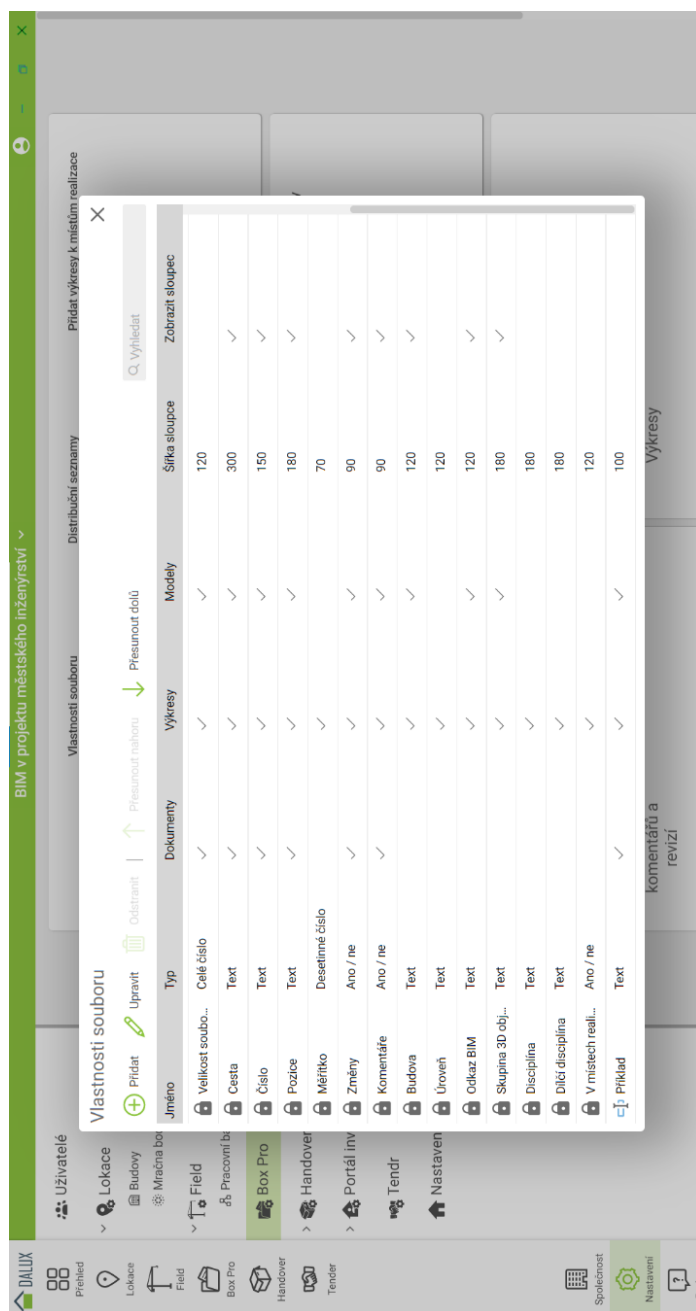 DALUX
BIM v projektu městského inženýrství
Přehled
Lokace
Field
Box Pro
Handover
Tender
Společnost
Nastavení
Uživatelé
Lokace
Budovy
Mračna
Field
Pracovní
Box Pro
Handover
Portál
Tendr
Vlastnosti souboru
Distribuční seznamy
Přidat výkresy k místům realizace
Vlastnosti souboru
Přidat
Upravit
Odstranit
Přesunout nahoru
Přesunout dolů
Vyhledat
Jméno Typ Dokumenty Výkresy Modely Šířka sloupce Zobrazit sloupec
Velikost soubo... Celé číslo ✓ ✓ ✓ 120
Cesta Text ✓ ✓ ✓ 300 ✓
Číslo Text ✓ ✓ ✓ 150 ✓
Pozice Text ✓ ✓ ✓ 180 ✓
Měřítko Desetinné číslo ✓ 70
Změny Ano / ne ✓ ✓ ✓ 90 ✓
Komentáře Ano / ne ✓ ✓ ✓ 90 ✓
Budova Text ✓ ✓ 120 ✓
Úroveň Text ✓ 120
Odkaz BIM Text ✓ ✓ 120 ✓
Skupina 3D obj... Text ✓ ✓ 180 ✓
Disciplína Text ✓ 180
Dílčí disciplína Text ✓ 180
V místech reali... Ano / ne ✓ 120
Příklad Text ✓ ✓ ✓ 100
komentářů a
revizí
Výkresy